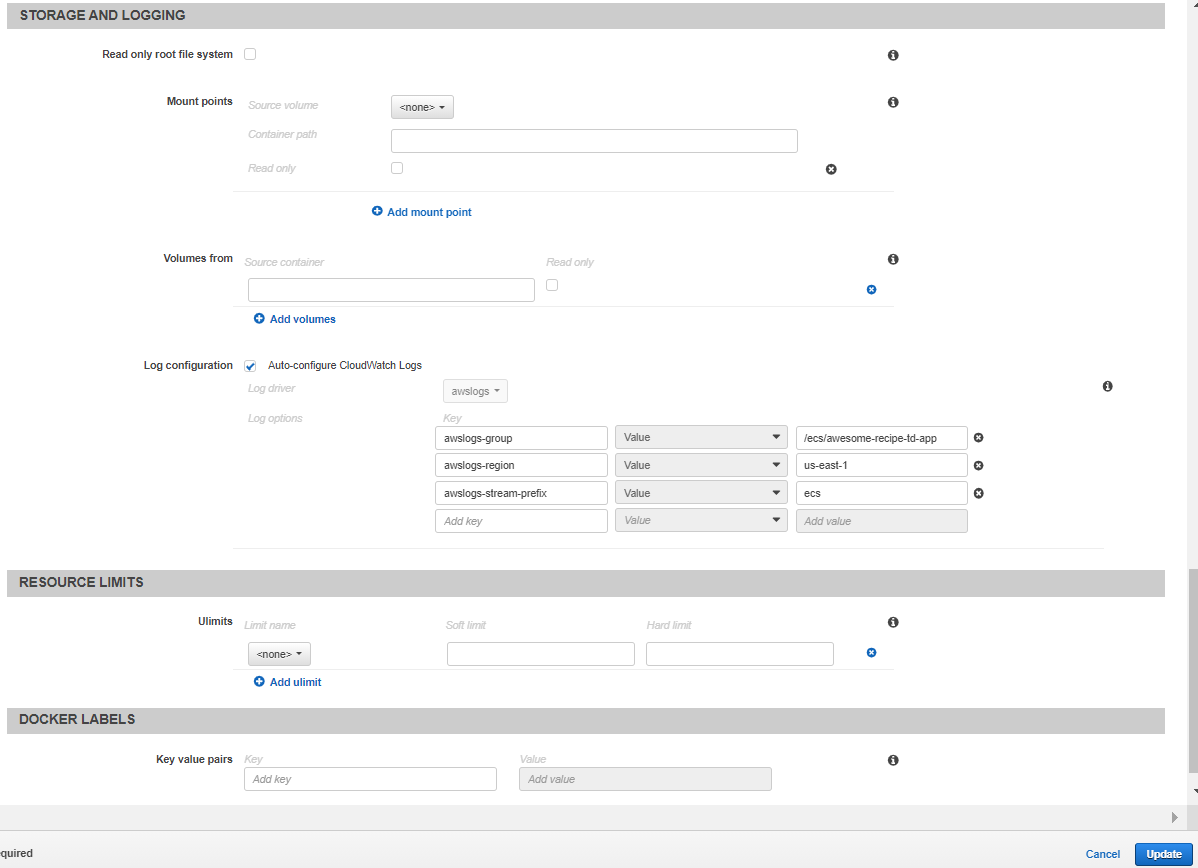 STORAGE AND LOGGING
Read only root file system
Mount points
Source volume
<none>
Container path
Read only
Add mount point
Volumes from
Source container
Read only
Add volumes
Log configuration
Auto-configure CloudWatch Logs
Log driver
awslogs
Log options
Key
awslogs-group Value /ecs/awesome-recipe-td-app
awslogs-region Value us-east-1
awslogs-stream-prefix Value ecs
Add key Value Add value
RESOURCE LIMITS
Ulimits
Limit name Soft limit Hard limit
<none>
Add ulimit
DOCKER LABELS
Key value pairs
Key Value
Add key Add value
equired
Cancel Update